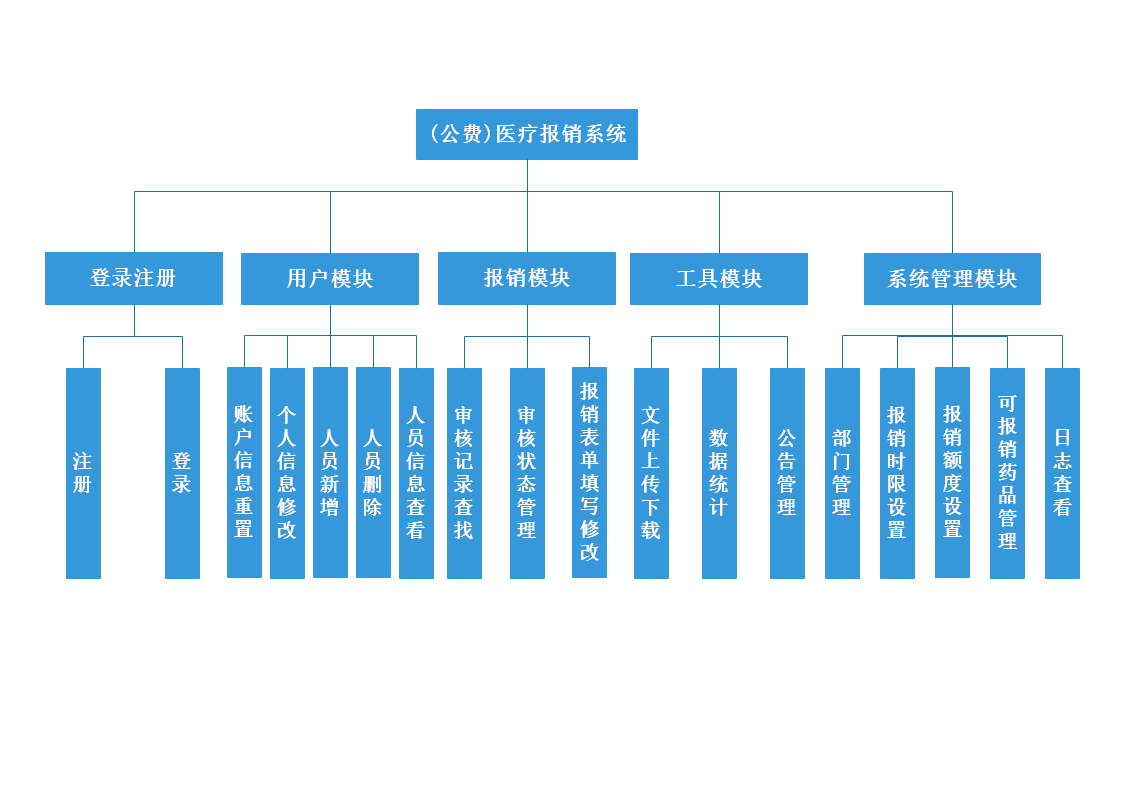 (公费)医疗报销系统
登录注册
用户模块
报销模块
工具模块
系统管理模块
注册
登录
账户信息重置
个人信息修改
人员新增
人员删除
人员信息查看
审核记录查找
审核状态管理
报销表单填写修改
文件上传下载
数据统计
公告管理
部门管理
报销时限设置
报销额度设置
可报销药品管理
日志查看